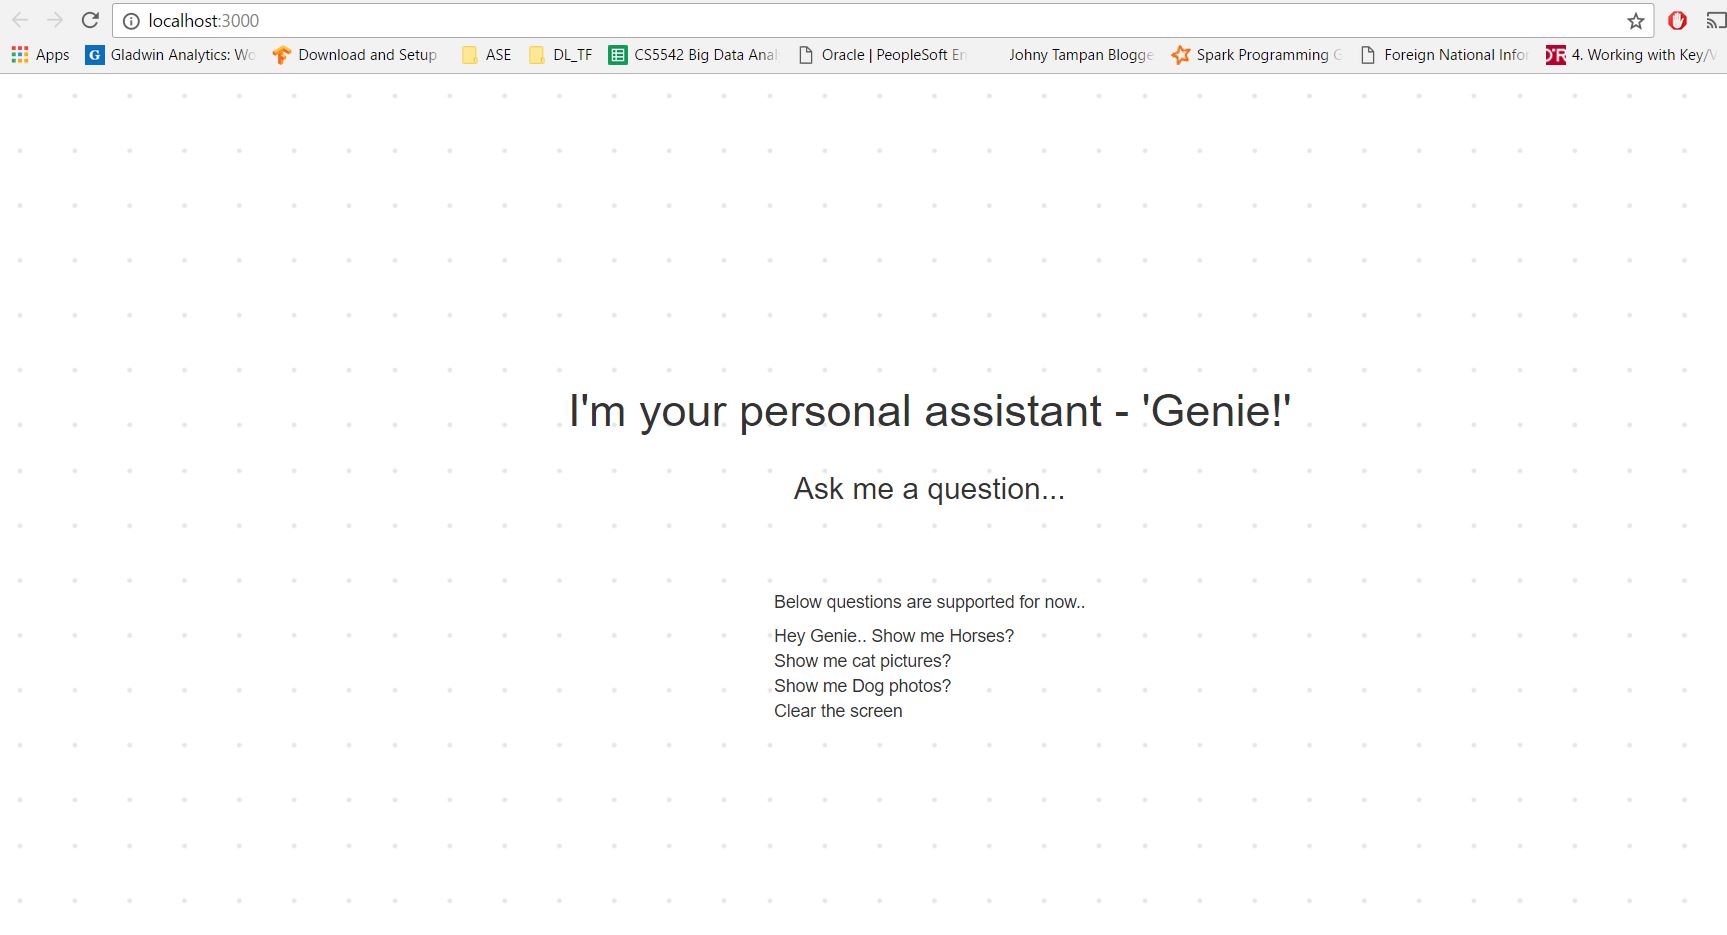 localhost:3000
Apps Gladwin Analytics: Wo Download and Setup ASE DL_TF CS5542 Big Data Anal Oracle | PeopleSoft En Johny Tampan Blogge Spark Programming G Foreign National Infor 4. Working with Key/V
I'm your personal assistant - 'Genie!'
Ask me a question...
Below questions are supported for now..
Hey Genie.. Show me Horses?
Show me cat pictures?
Show me Dog photos?
Clear the screen